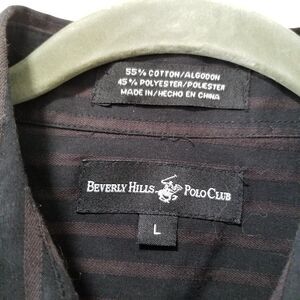 55% COTTON/ALGODON
45% POLYESTER/POLIESTER
MADE IN/HECHO EN CHINA
BEVERLY HILLS POLO CLUB
L